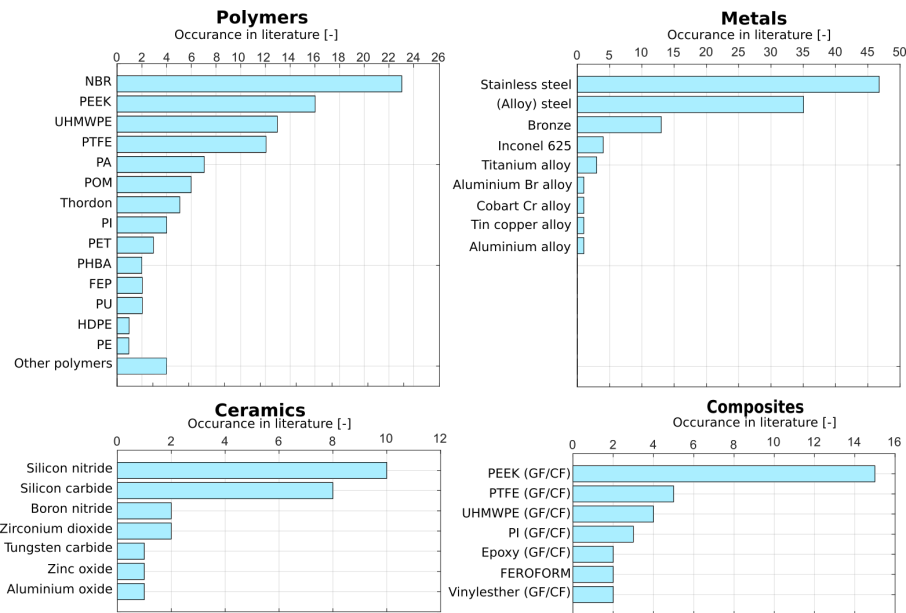 Polymers
Occurance in literature [-]
0 2 4 6 8 10 12 14 16 18 20 22 24 26
NBR
PEEK
UHMWPE
PTFE
PA
POM
Thordon
PI
PET
PHBA
FEP
PU
HDPE
PE
Other polymers
Metals
Occurance in literature [-]
0 5 10 15 20 25 30 35 40 45 50
Stainless steel
(Alloy) steel
Bronze
Inconel 625
Titanium alloy
Aluminium Br alloy
Cobart Cr alloy
Tin copper alloy
Aluminium alloy
Ceramics
Occurance in literature [-]
0 2 4 6 8 10 12
Silicon nitride
Silicon carbide
Boron nitride
Zirconium dioxide
Tungsten carbide
Zinc oxide
Aluminium oxide
Composites
Occurance in literature [-]
0 2 4 6 8 10 12 14 16
PEEK (GF/CF)
PTFE (GF/CF)
UHMWPE (GF/CF)
PI (GF/CF)
Epoxy (GF/CF)
FEROFORM
Vinylesther (GF/CF)